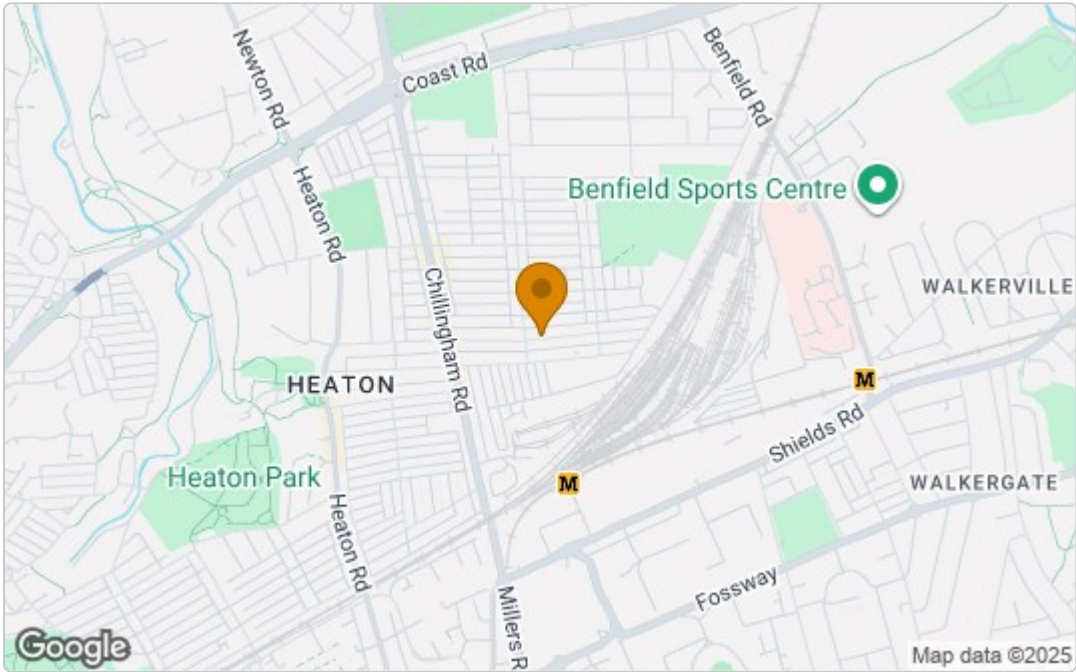 Newton Rd
Coast Rd
Benfield Rd
Heaton Rd
Benfield Sports Centre
Chillingham Rd
WALKERVILLE
HEATON
M
Shields Rd
Heaton Park
M
WALKERGATE
Heaton Rd
Millers R
Fossway
Google
Map data ©2025